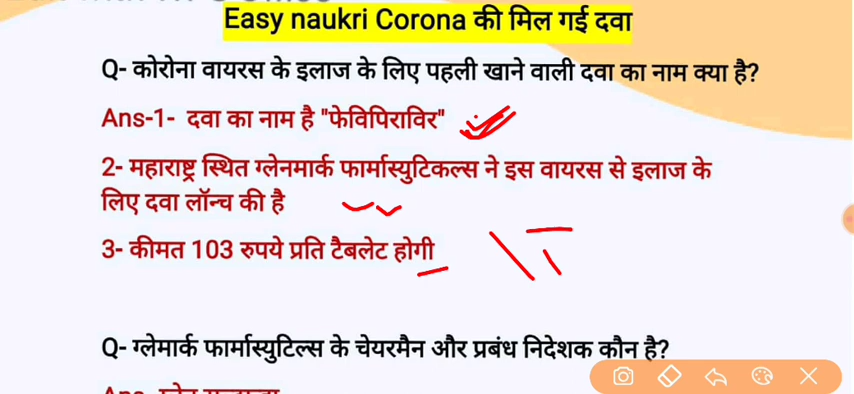 Easy naukri Corona की मिल गई दवा
Q- कोरोना वायरस के इलाज के लिए पहली खाने वाली दवा का नाम क्या है?
Ans-1- दवा का नाम है "फेविपिराविर"
2- महाराष्ट्र स्थित ग्लेनमार्क फार्मास्युटिकल्स ने इस वायरस से इलाज के
लिए दवा लॉन्च की है
3- कीमत 103 रुपये प्रति टैबलेट होगी
Q- ग्लेमार्क फार्मास्युटिल्स के चेयरमैन और प्रबंध निदेशक कौन है?